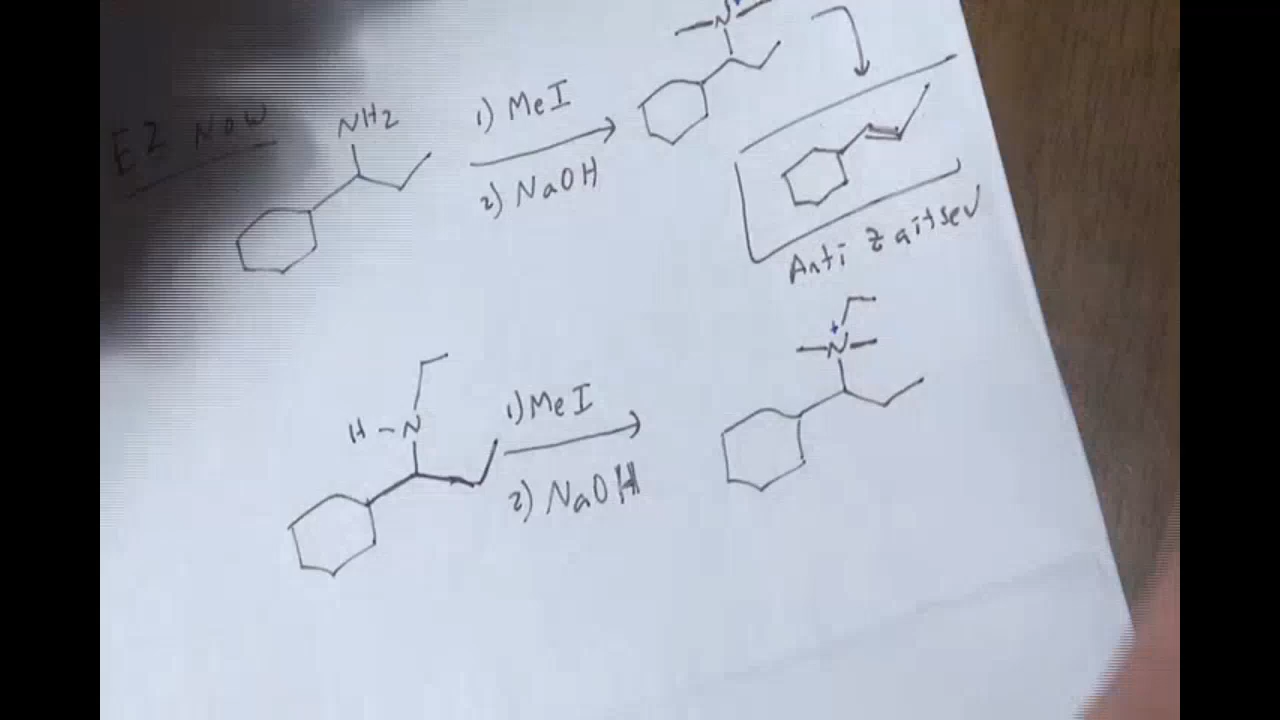 E2 NOW
NH2
1) MeI
2) NaOH
N
Anti Zaitsev
H-N
1) MeI
2) NaOH
+
N